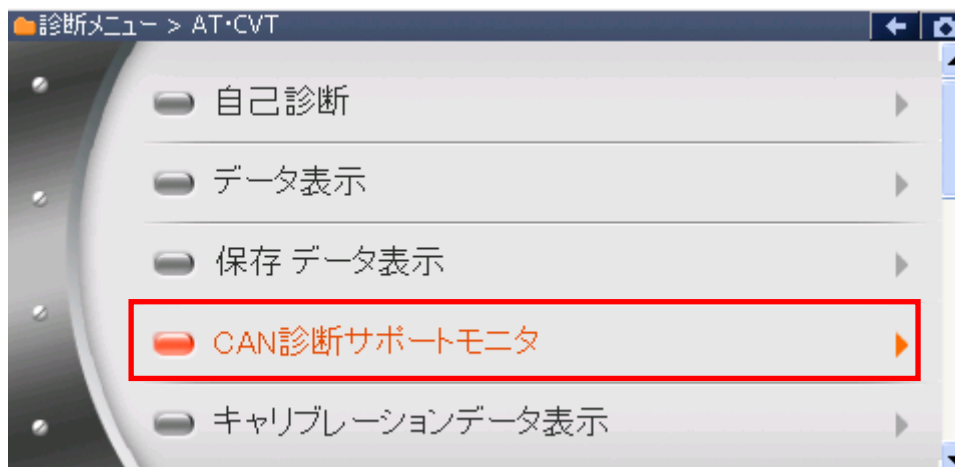 診断メニュー > AT・CVT
自己診断
データ表示
保存 データ表示
CAN診断サポートモニタ
キャリブレーションデータ表示